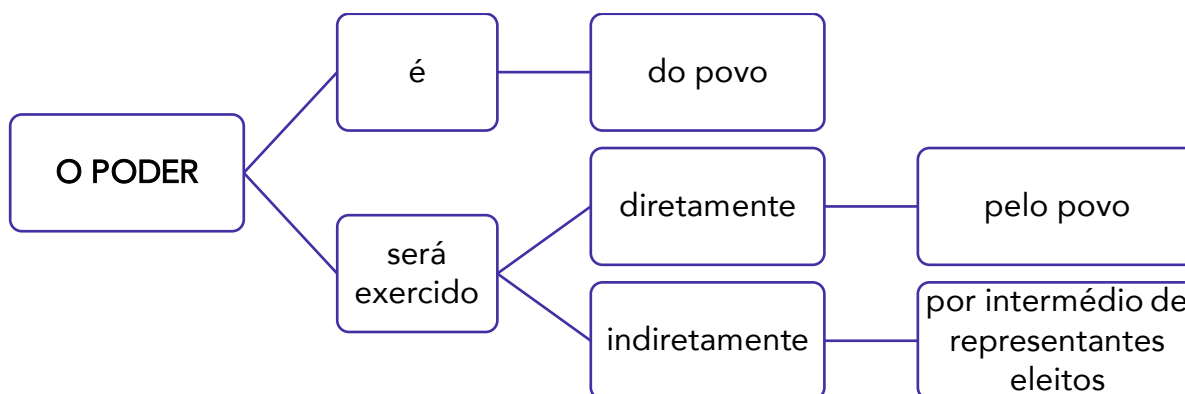 O PODER
é
do povo
será
exercido
diretamente
pelo povo
indiretamente
por intermédio de
representantes
eleitos